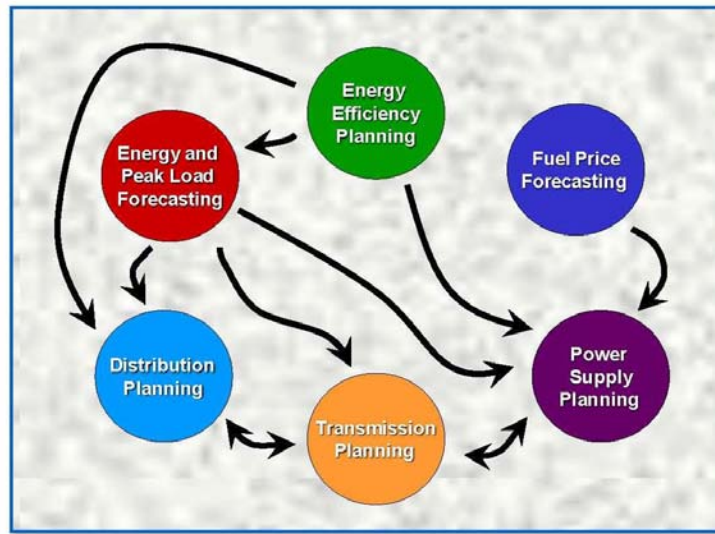 Energy
Efficiency
Planning
Energy and
Peak Load
Forecasting
Fuel Price
Forecasting
Distribution
Planning
Transmission
Planning
Power
Supply
Planning